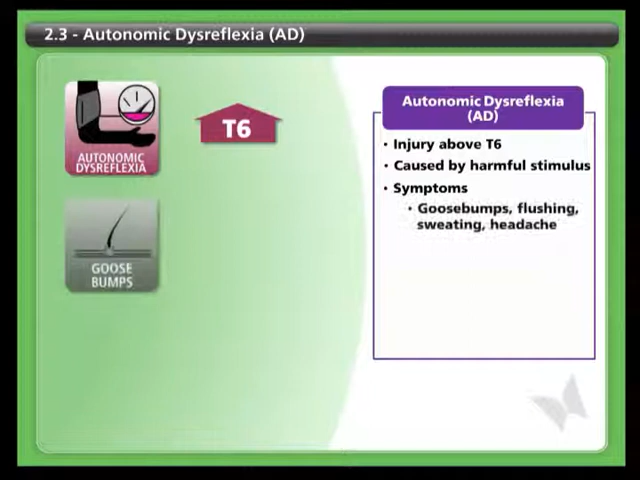 2.3 - Autonomic Dysreflexia (AD)
AUTONOMIC
DYSREFLEXIA
T6
GOOSE
BUMPS
Autonomic Dysreflexia
(AD)
· Injury above T6
· Caused by harmful stimulus
· Symptoms
· Goosebumps, flushing,
sweating, headache